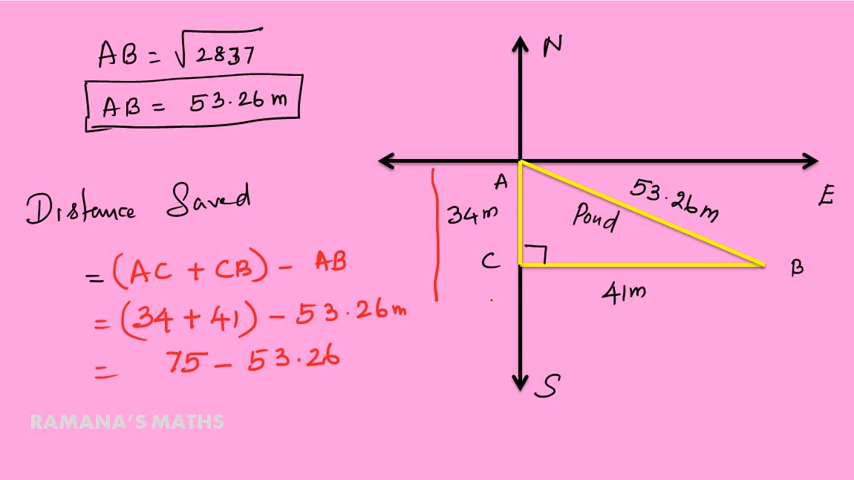 AB = √2837
AB = 53.26m
Distance Saved
= (AC + CB) - AB
= (34 + 41) - 53.26m
= 75 - 53.26
RAMANA'S MATHS
N
E
A
53.26m
34m
Pond
C
B
41m
S